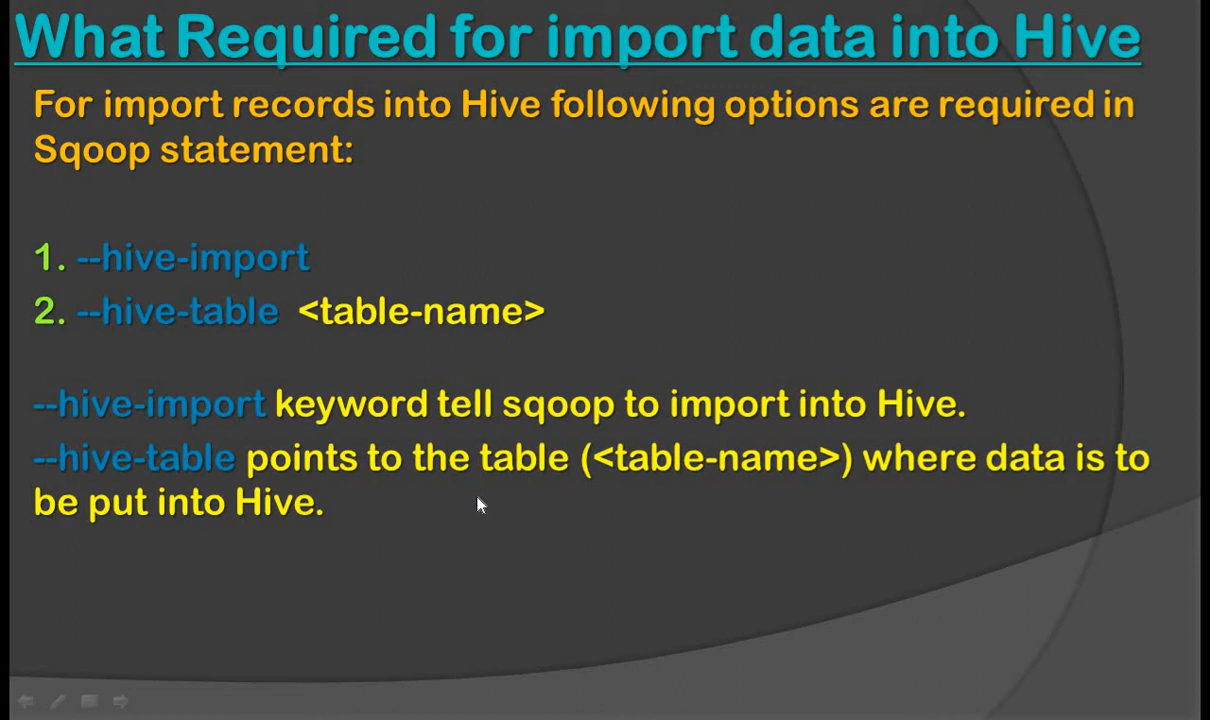 What Required for import data into Hive
For import records into Hive following options are required in
Sqoop statement:
1. --hive-import
2. --hive-table <table-name>
--hive-import keyword tell sqoop to import into Hive.
--hive-table points to the table (<table-name>) where data is to
be put into Hive.